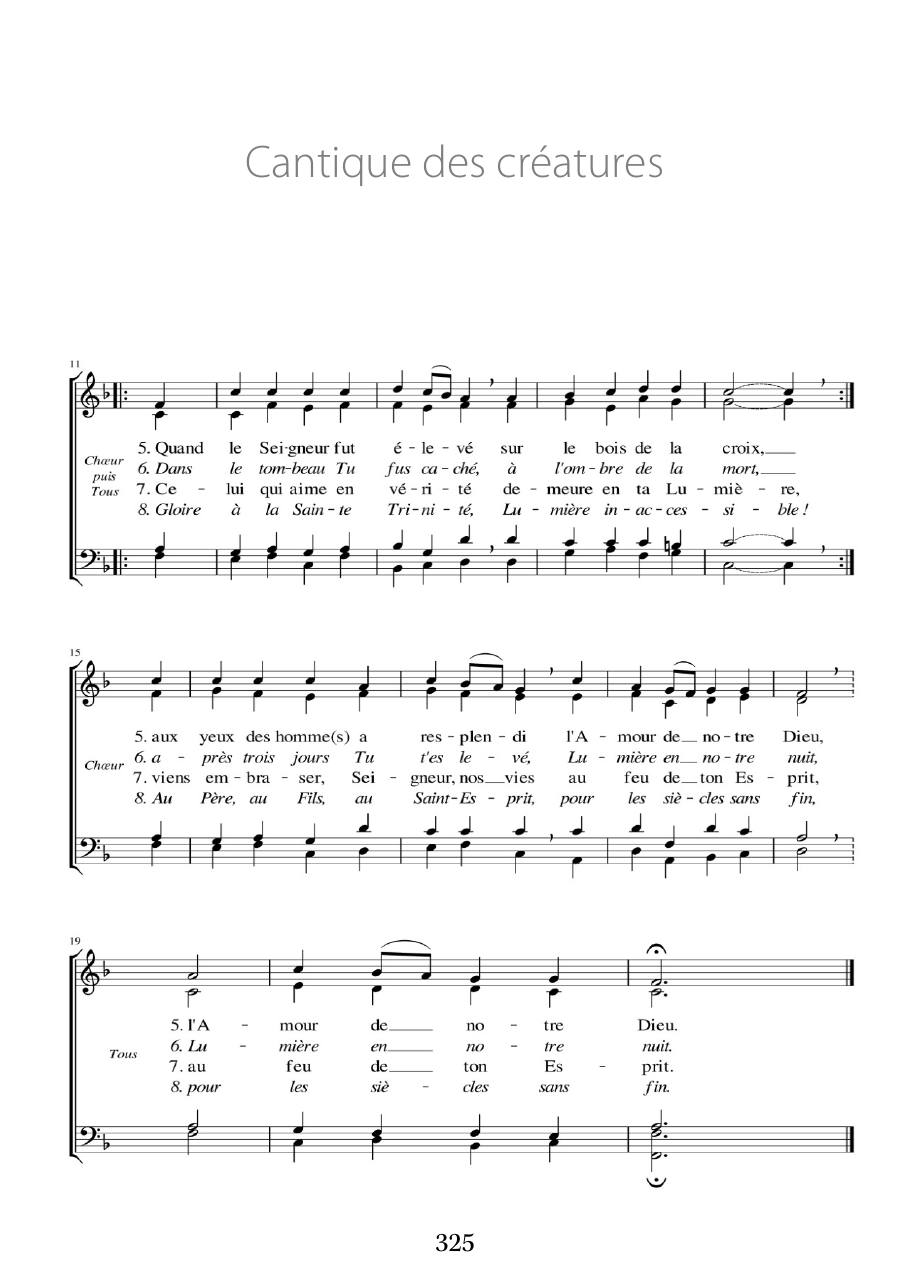 Cantique des créatures
11
5. Quand le Sei-gneur fut é-le-vé sur le bois de la croix,
Chœur
6. Dans le tom-beau Tu fus ca-ché, à l'om-bre de la mort,
puis
7. Ce-lui qui aime en vé-ri-té de-meure en ta Lu-miè-re,
Tous
8. Gloire à la Sain-te Tri-ni-té, Lu-mière in-ac-ces-si-ble !
15
5. aux yeux des homme(s) a res-plen-di l'A-mour de no-tre Dieu,
6. a-près trois jours Tu t'es le-vé, Lu-mière en no-tre nuit,
Chœur
7. viens em-bra-ser, Sei-gneur, nos vies au feu de ton Es-prit,
8. Au Père, au Fils, au Saint-Es-prit, pour les siè-cles sans fin,
19
5. l'A-mour de no-tre Dieu.
6. Lu-mière en no-tre nuit.
Tous
7. au feu de ton Es-prit.
8. pour les siè-cles sans fin.
325